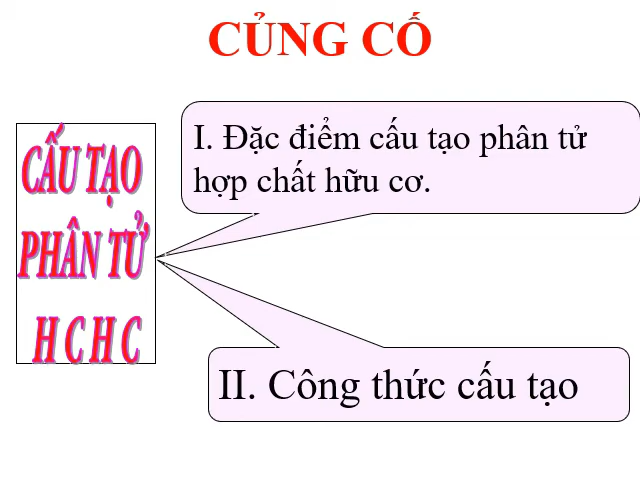 CỦNG CỐ
CẤU TẠO
PHÂN TỬ
H C H C
I. Đặc điểm cấu tạo phân tử
hợp chất hữu cơ.
II. Công thức cấu tạo